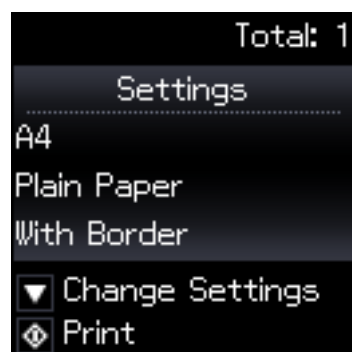 Total: 1
Settings
A4
Plain Paper
With Border
Change Settings
Print